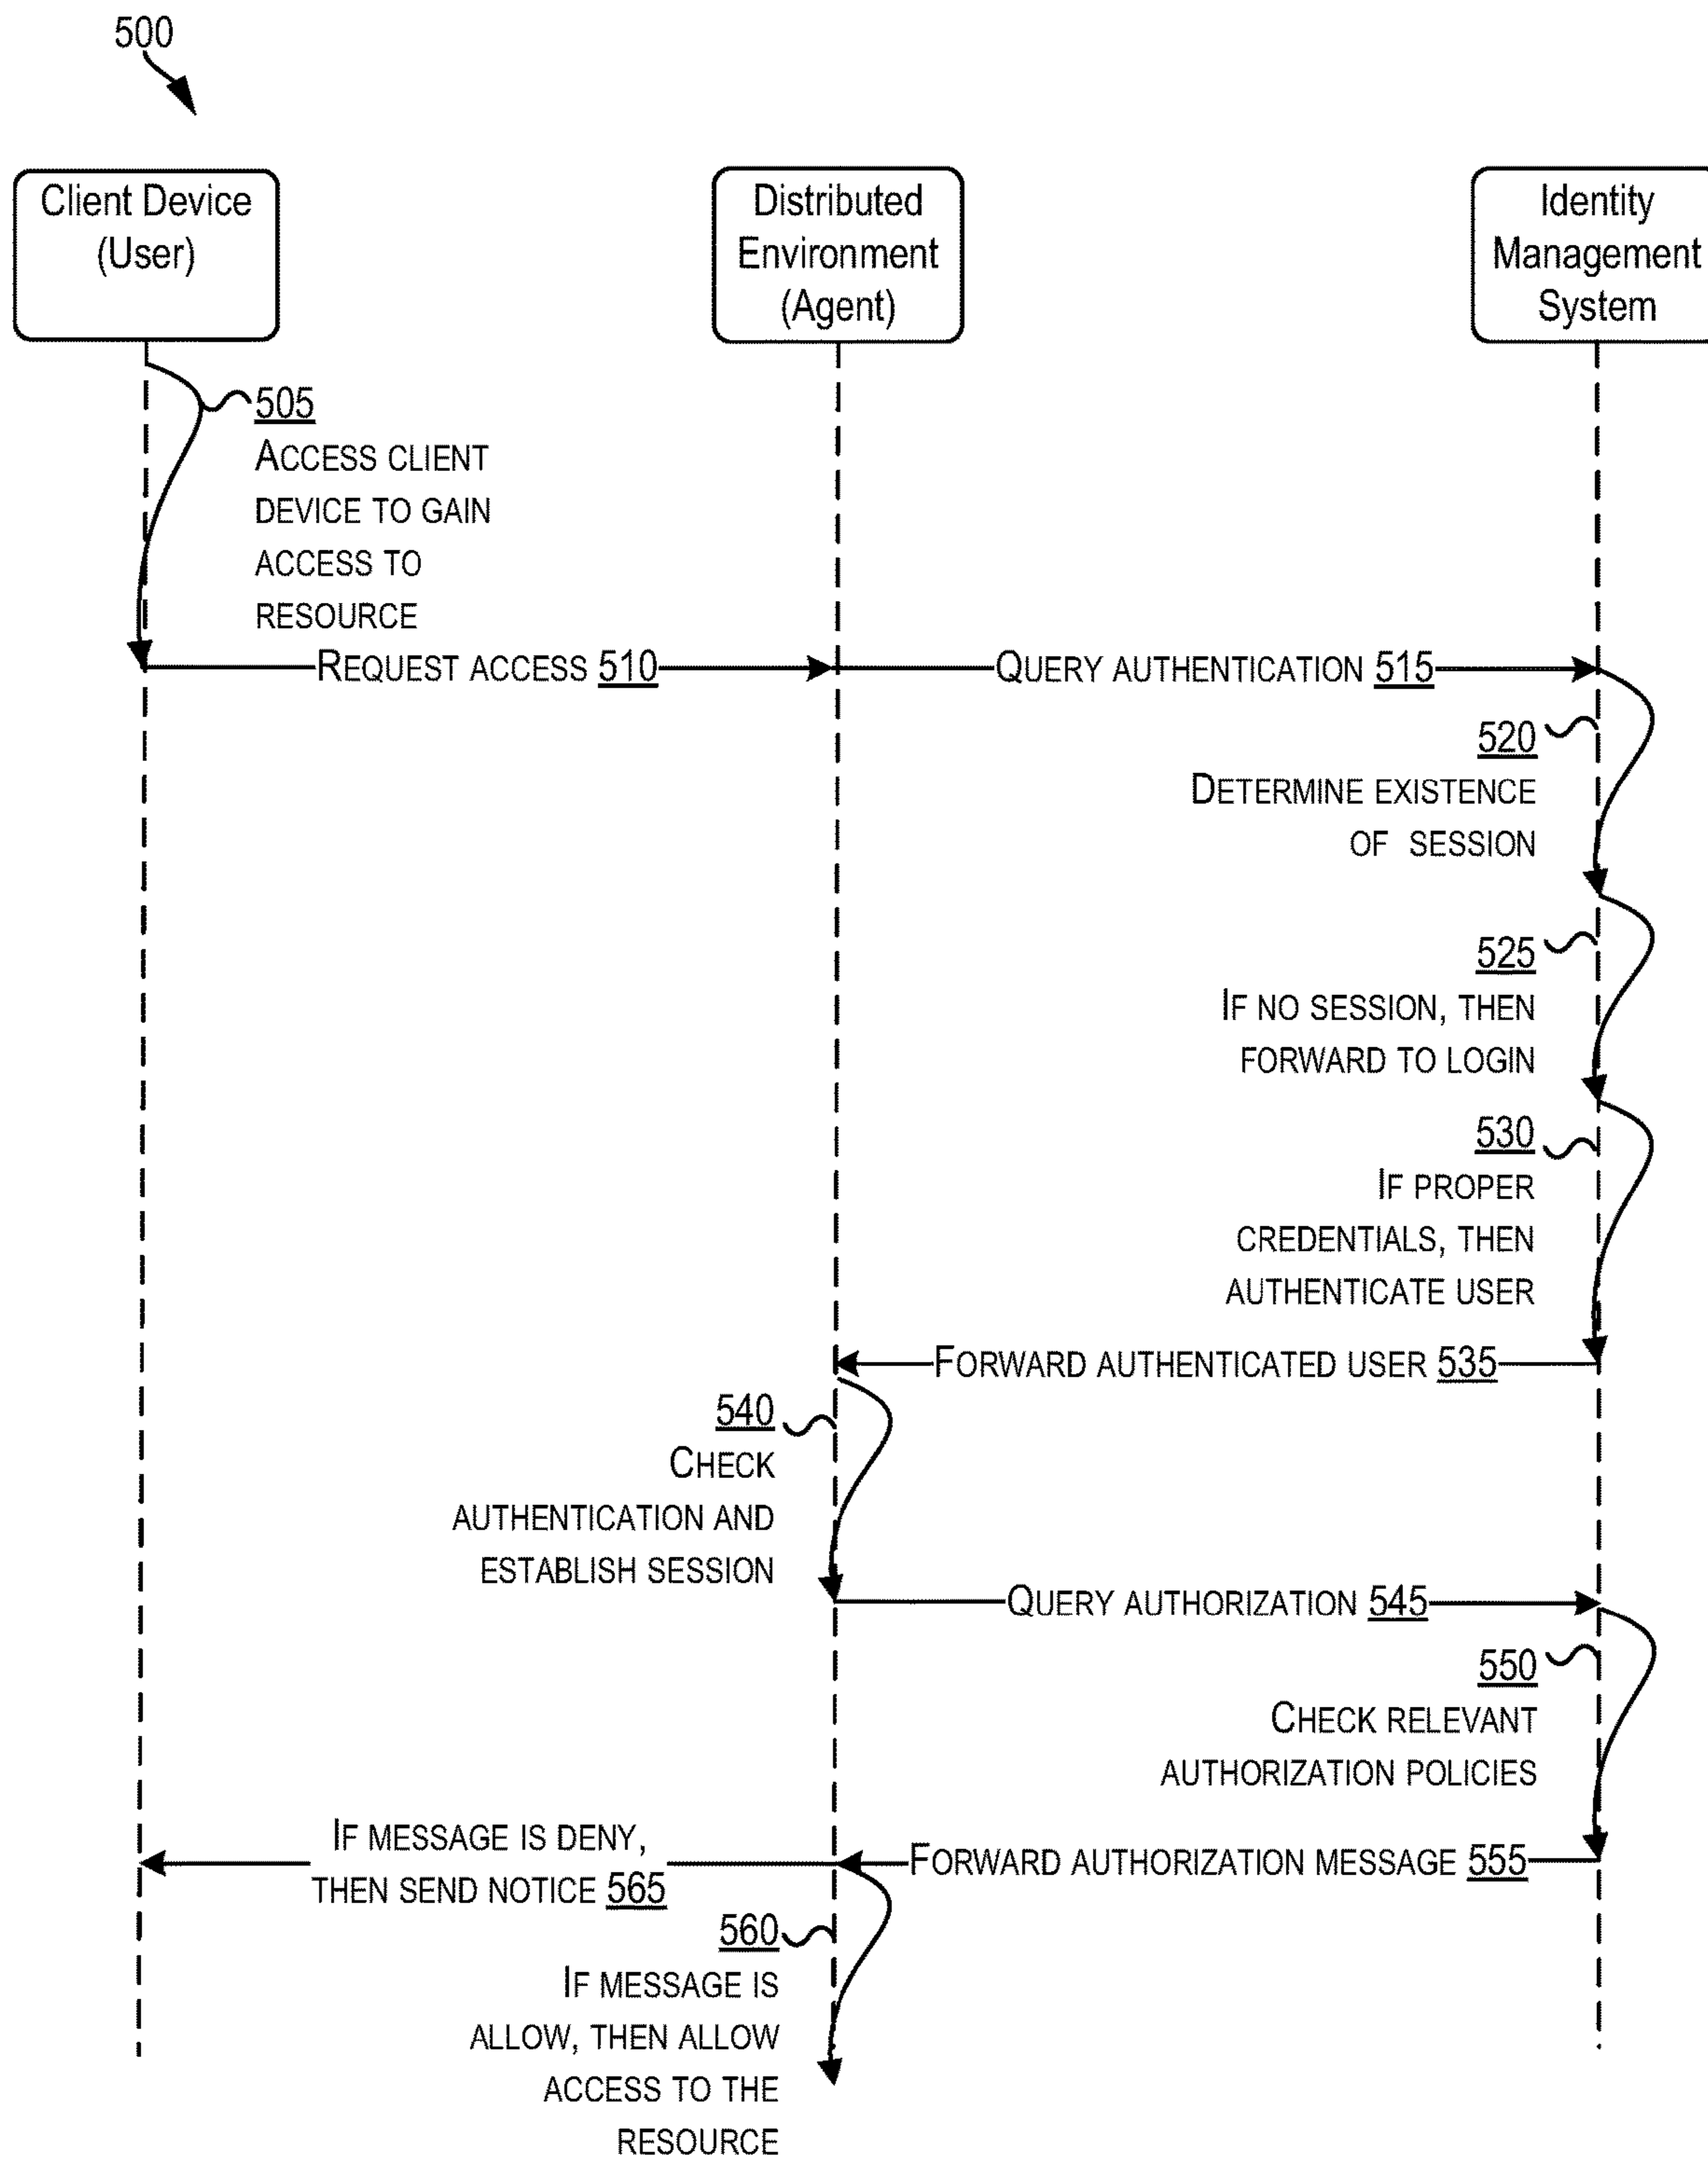 500
Client Device
(User)
Distributed
Environment
(Agent)
Identity
Management
System
505
ACCESS CLIENT
DEVICE TO GAIN
ACCESS TO
RESOURCE
REQUEST ACCESS 510
QUERY AUTHENTICATION 515
520
DETERMINE EXISTENCE
OF SESSION
525
IF NO SESSION, THEN
FORWARD TO LOGIN
530
IF PROPER
CREDENTIALS, THEN
AUTHENTICATE USER
FORWARD AUTHENTICATED USER 535
540
CHECK
AUTHENTICATION AND
ESTABLISH SESSION
QUERY AUTHORIZATION 545
550
CHECK RELEVANT
AUTHORIZATION POLICIES
FORWARD AUTHORIZATION MESSAGE 555
IF MESSAGE IS DENY,
THEN SEND NOTICE 565
560
IF MESSAGE IS
ALLOW, THEN ALLOW
ACCESS TO THE
RESOURCE